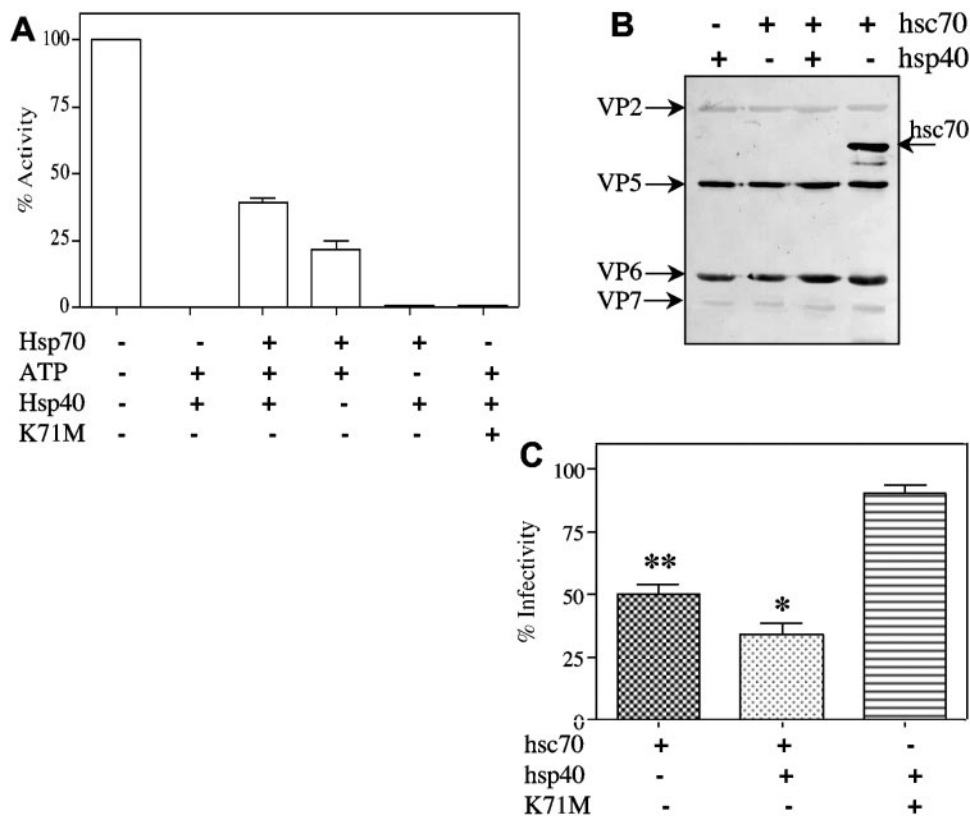 A
% Activity
100
75
50
25
0
Hsp70 - - + + + -
ATP - + + + - +
Hsp40 - + + - + +
K71M - - - - - +
B
- + + + hsc70
+ - + - hsp40
VP2
hsc70
VP5
VP6
VP7
C
% Infectivity
100
75
50
25
0
**
*
hsc70 + + -
hsp40 - + +
K71M - - +